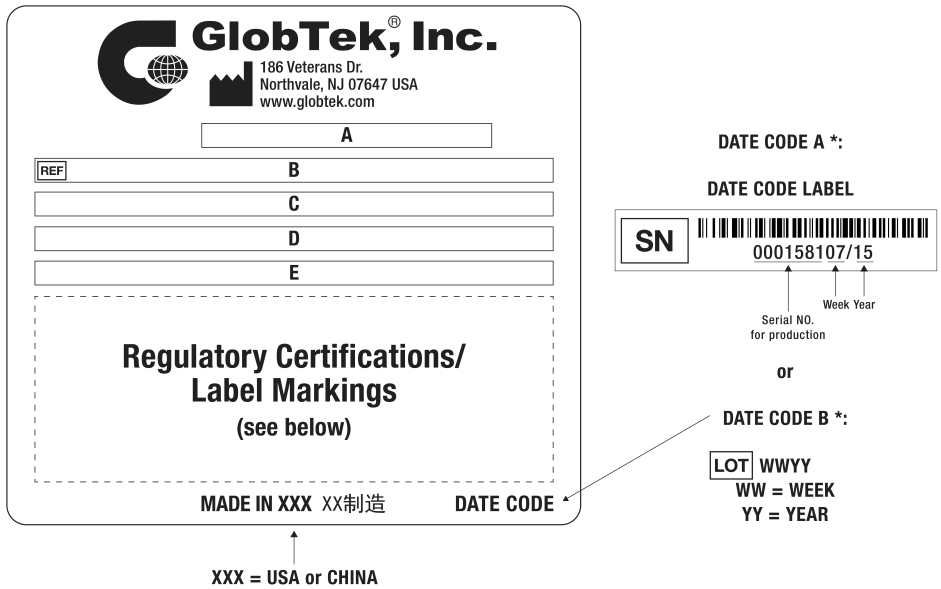 GlobTek®, Inc.
186 Veterans Dr.
Northvale, NJ 07647 USA
www.globtek.com
A
REF B
C
D
E
Regulatory Certifications/
Label Markings
(see below)
MADE IN XXX XX制造 DATE CODE
XXX = USA or CHINA
DATE CODE A *:
DATE CODE LABEL
SN
000158107/15
Week Year
Serial NO.
for production
or
DATE CODE B *:
LOT WWYY
WW = WEEK
YY = YEAR